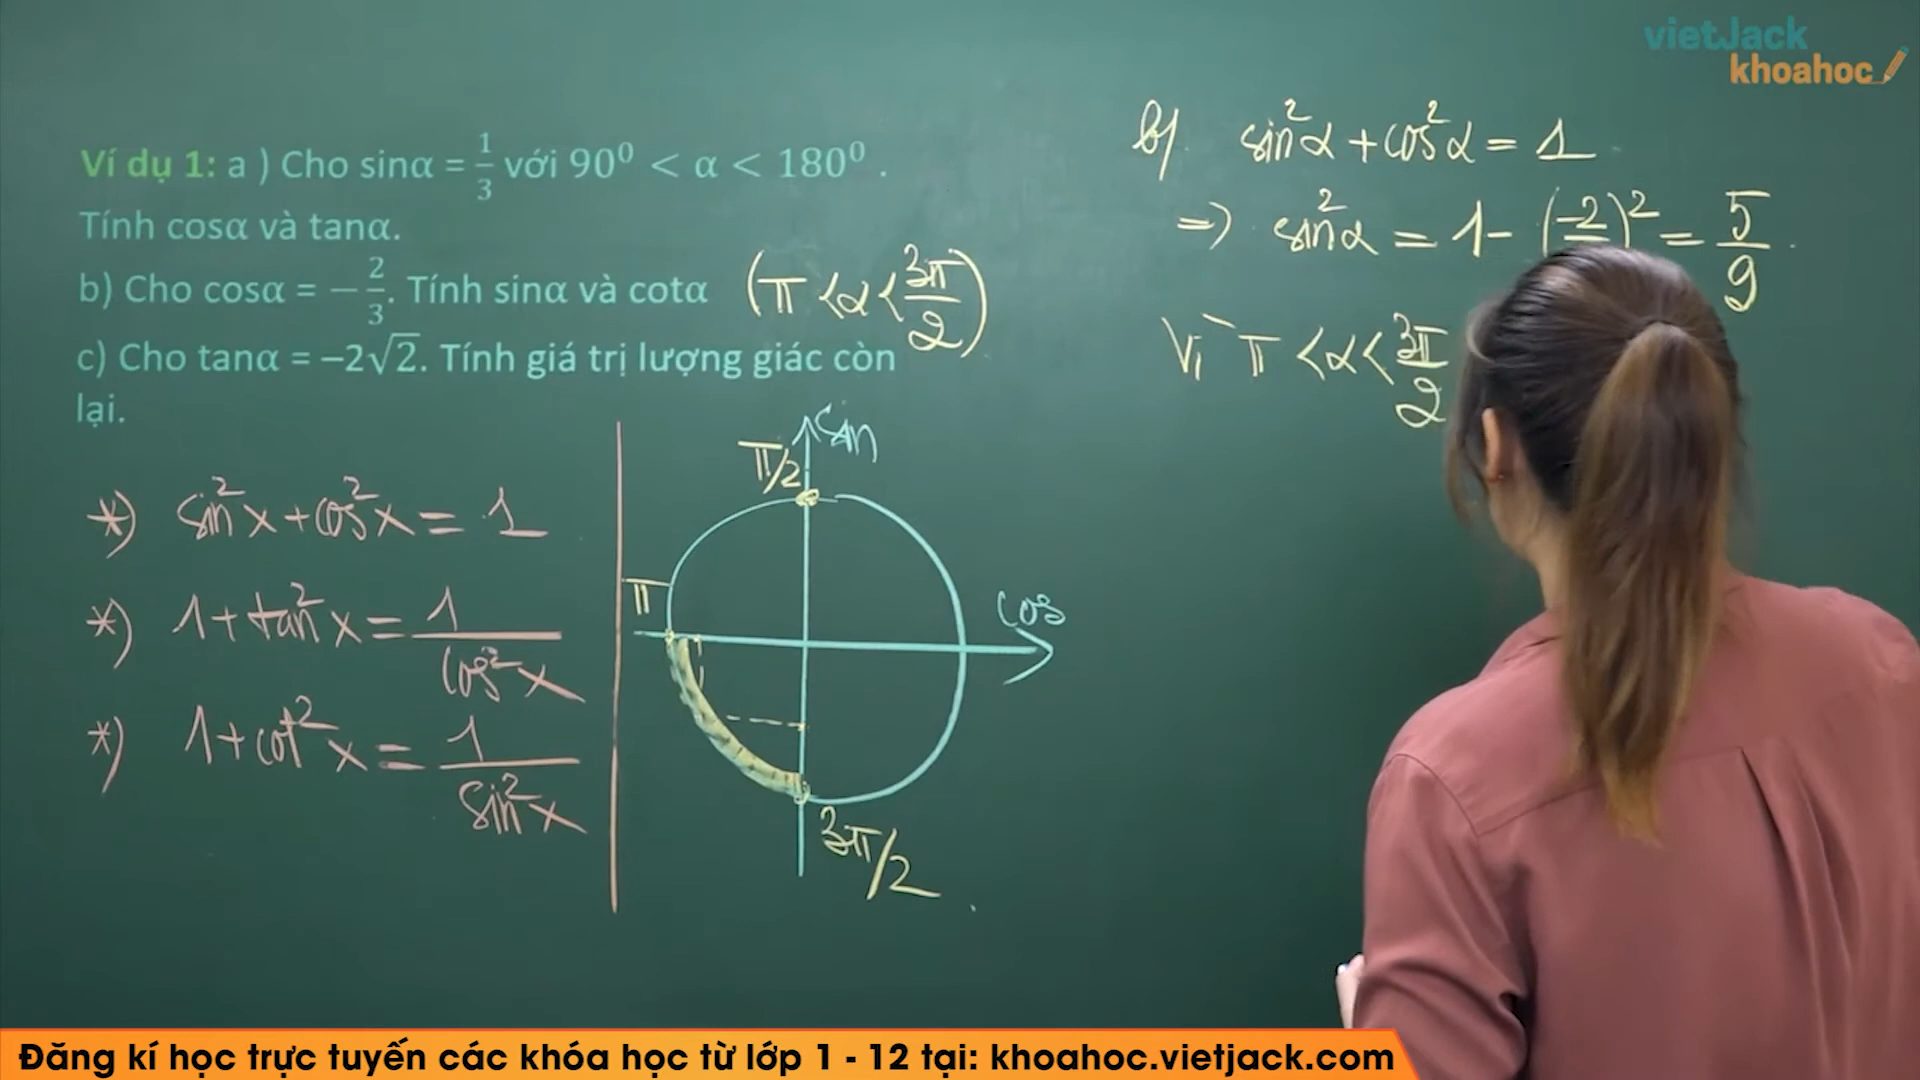 vietJack
khoahoc
Ví dụ 1: a ) Cho sinα = 1/3 với 90⁰ < α < 180⁰ .
Tính cosα và tanα.
b) Cho cosα = −2/3. Tính sinα và cotα (π < α < 3π/2)
c) Cho tanα = −2√2. Tính giá trị lượng giác còn
lại.
*) sin²x + cos²x = 1
*) 1 + tan²x = 1/cos²x
*) 1 + cot²x = 1/sin²x
sin
π/2
π
cos
3π/2
b) sin²α + cos²α = 1
=) sin²α = 1 - (-2)² = 5/9
Vì π < α < 3π/2
Đăng kí học trực tuyến các khóa học từ lớp 1 - 12 tại: khoahoc.vietjack.com